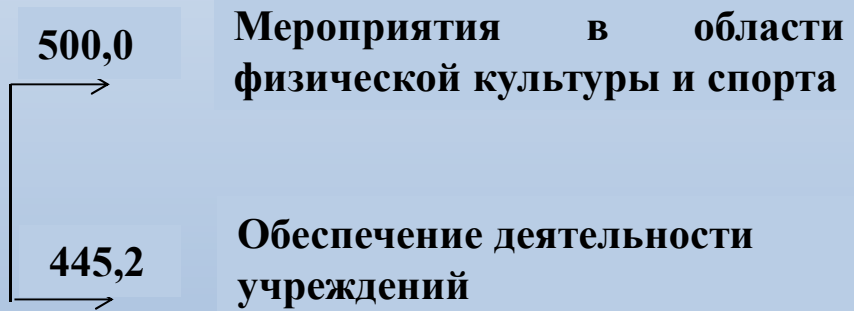 500,0
Мероприятия в области
физической культуры и спорта
445,2
Обеспечение деятельности
учреждений